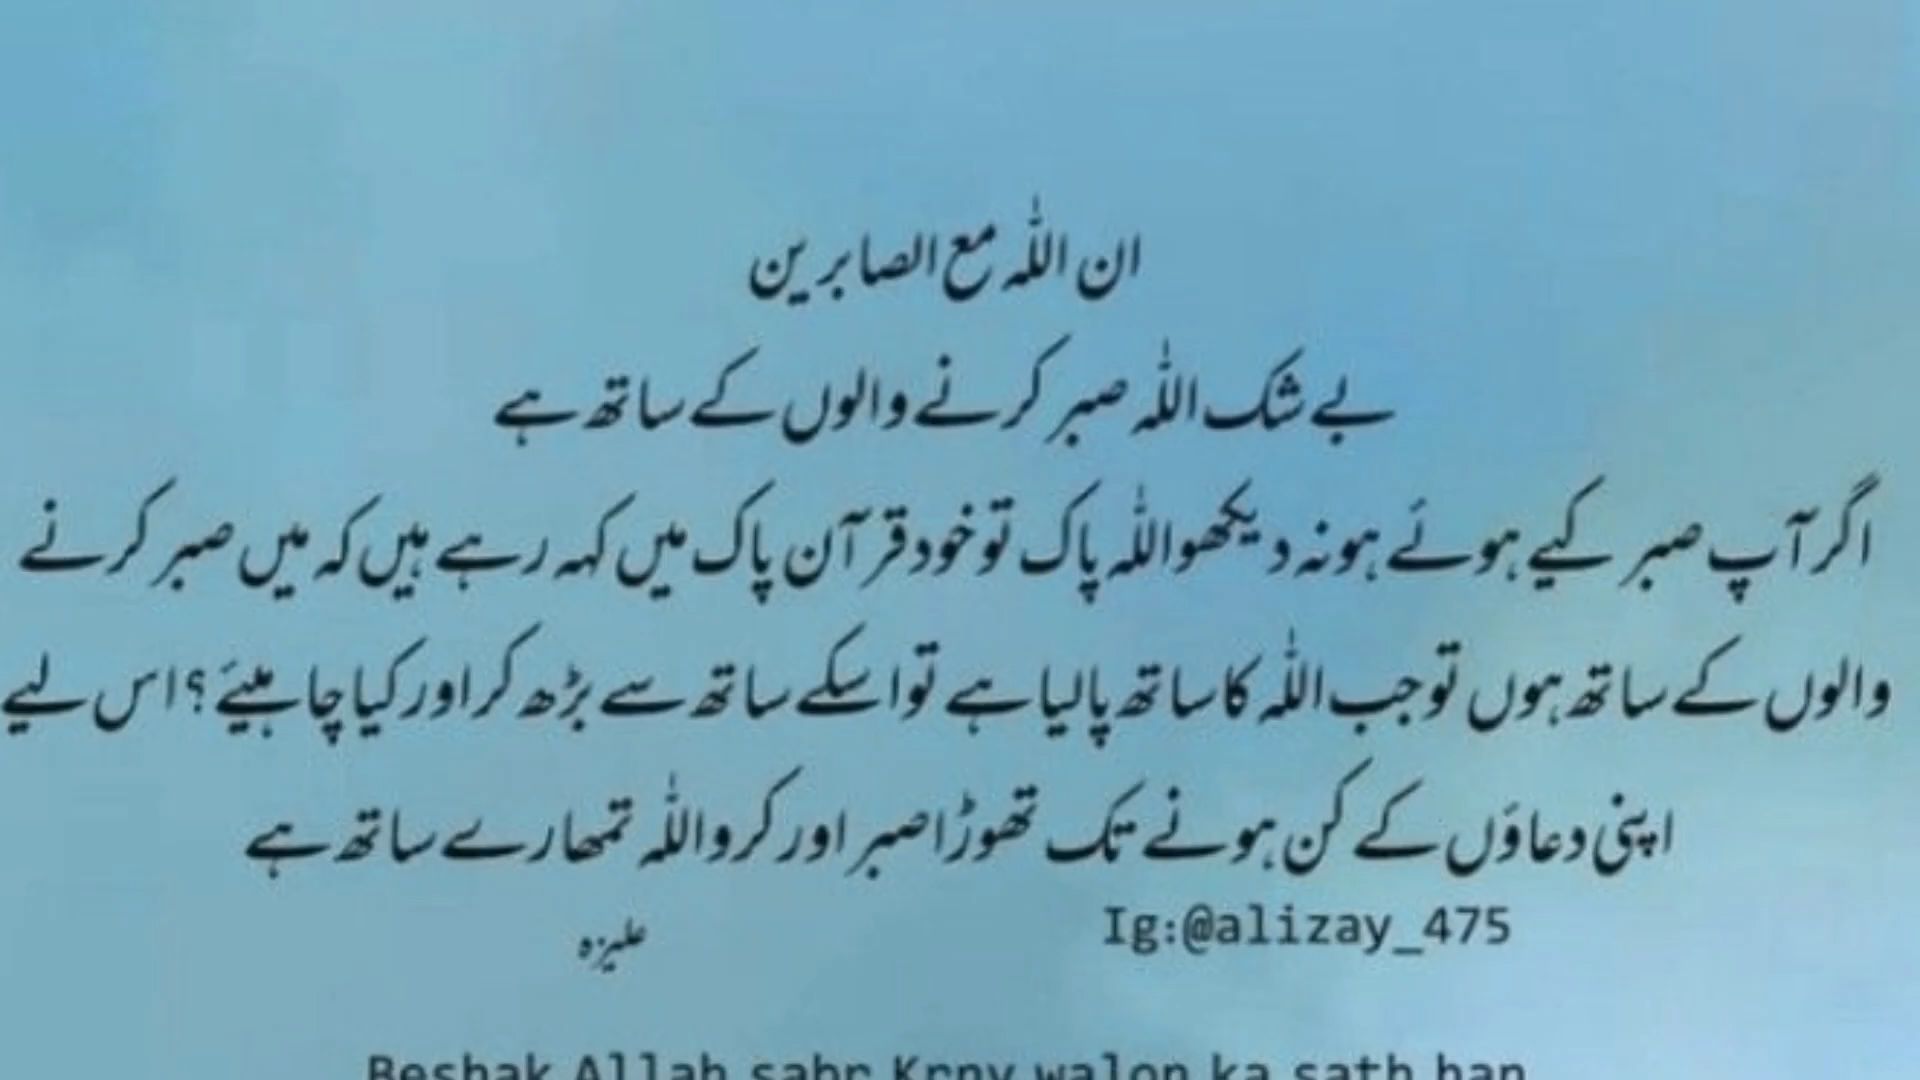 ان اللہ مع الصابرین
بے شک اللہ صبر کرنے والوں کے ساتھ ہے
اگر آپ صبر کیے ہوئے ہو نہ دیکھو اللہ پاک تو خود قرآن پاک میں کہہ رہے ہیں کہ میں صبر کرنے
والوں کے ساتھ ہوں تو جب اللہ کا ساتھ پا لیا ہے تو اسکے ساتھ سے بڑھ کر اور کیا چاہیئے؟ اس لیے
اپنی دعاؤں کے کن ہونے تک تھوڑا صبر اور کرو اللہ تمھارے ساتھ ہے
علیزہ Ig:@alizay_475
Beshak Allah sabr Krny walon ka sath han